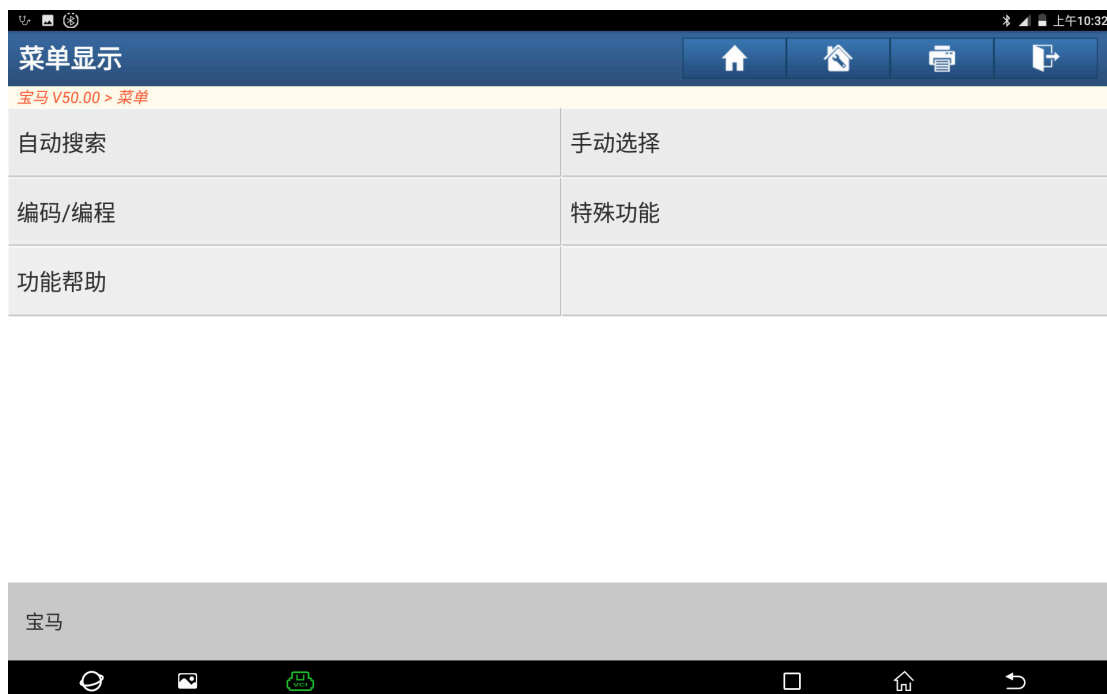 上午10:32
菜单显示
宝马 V50.00 > 菜单
自动搜索
手动选择
编码/编程
特殊功能
功能帮助
宝马
VCI